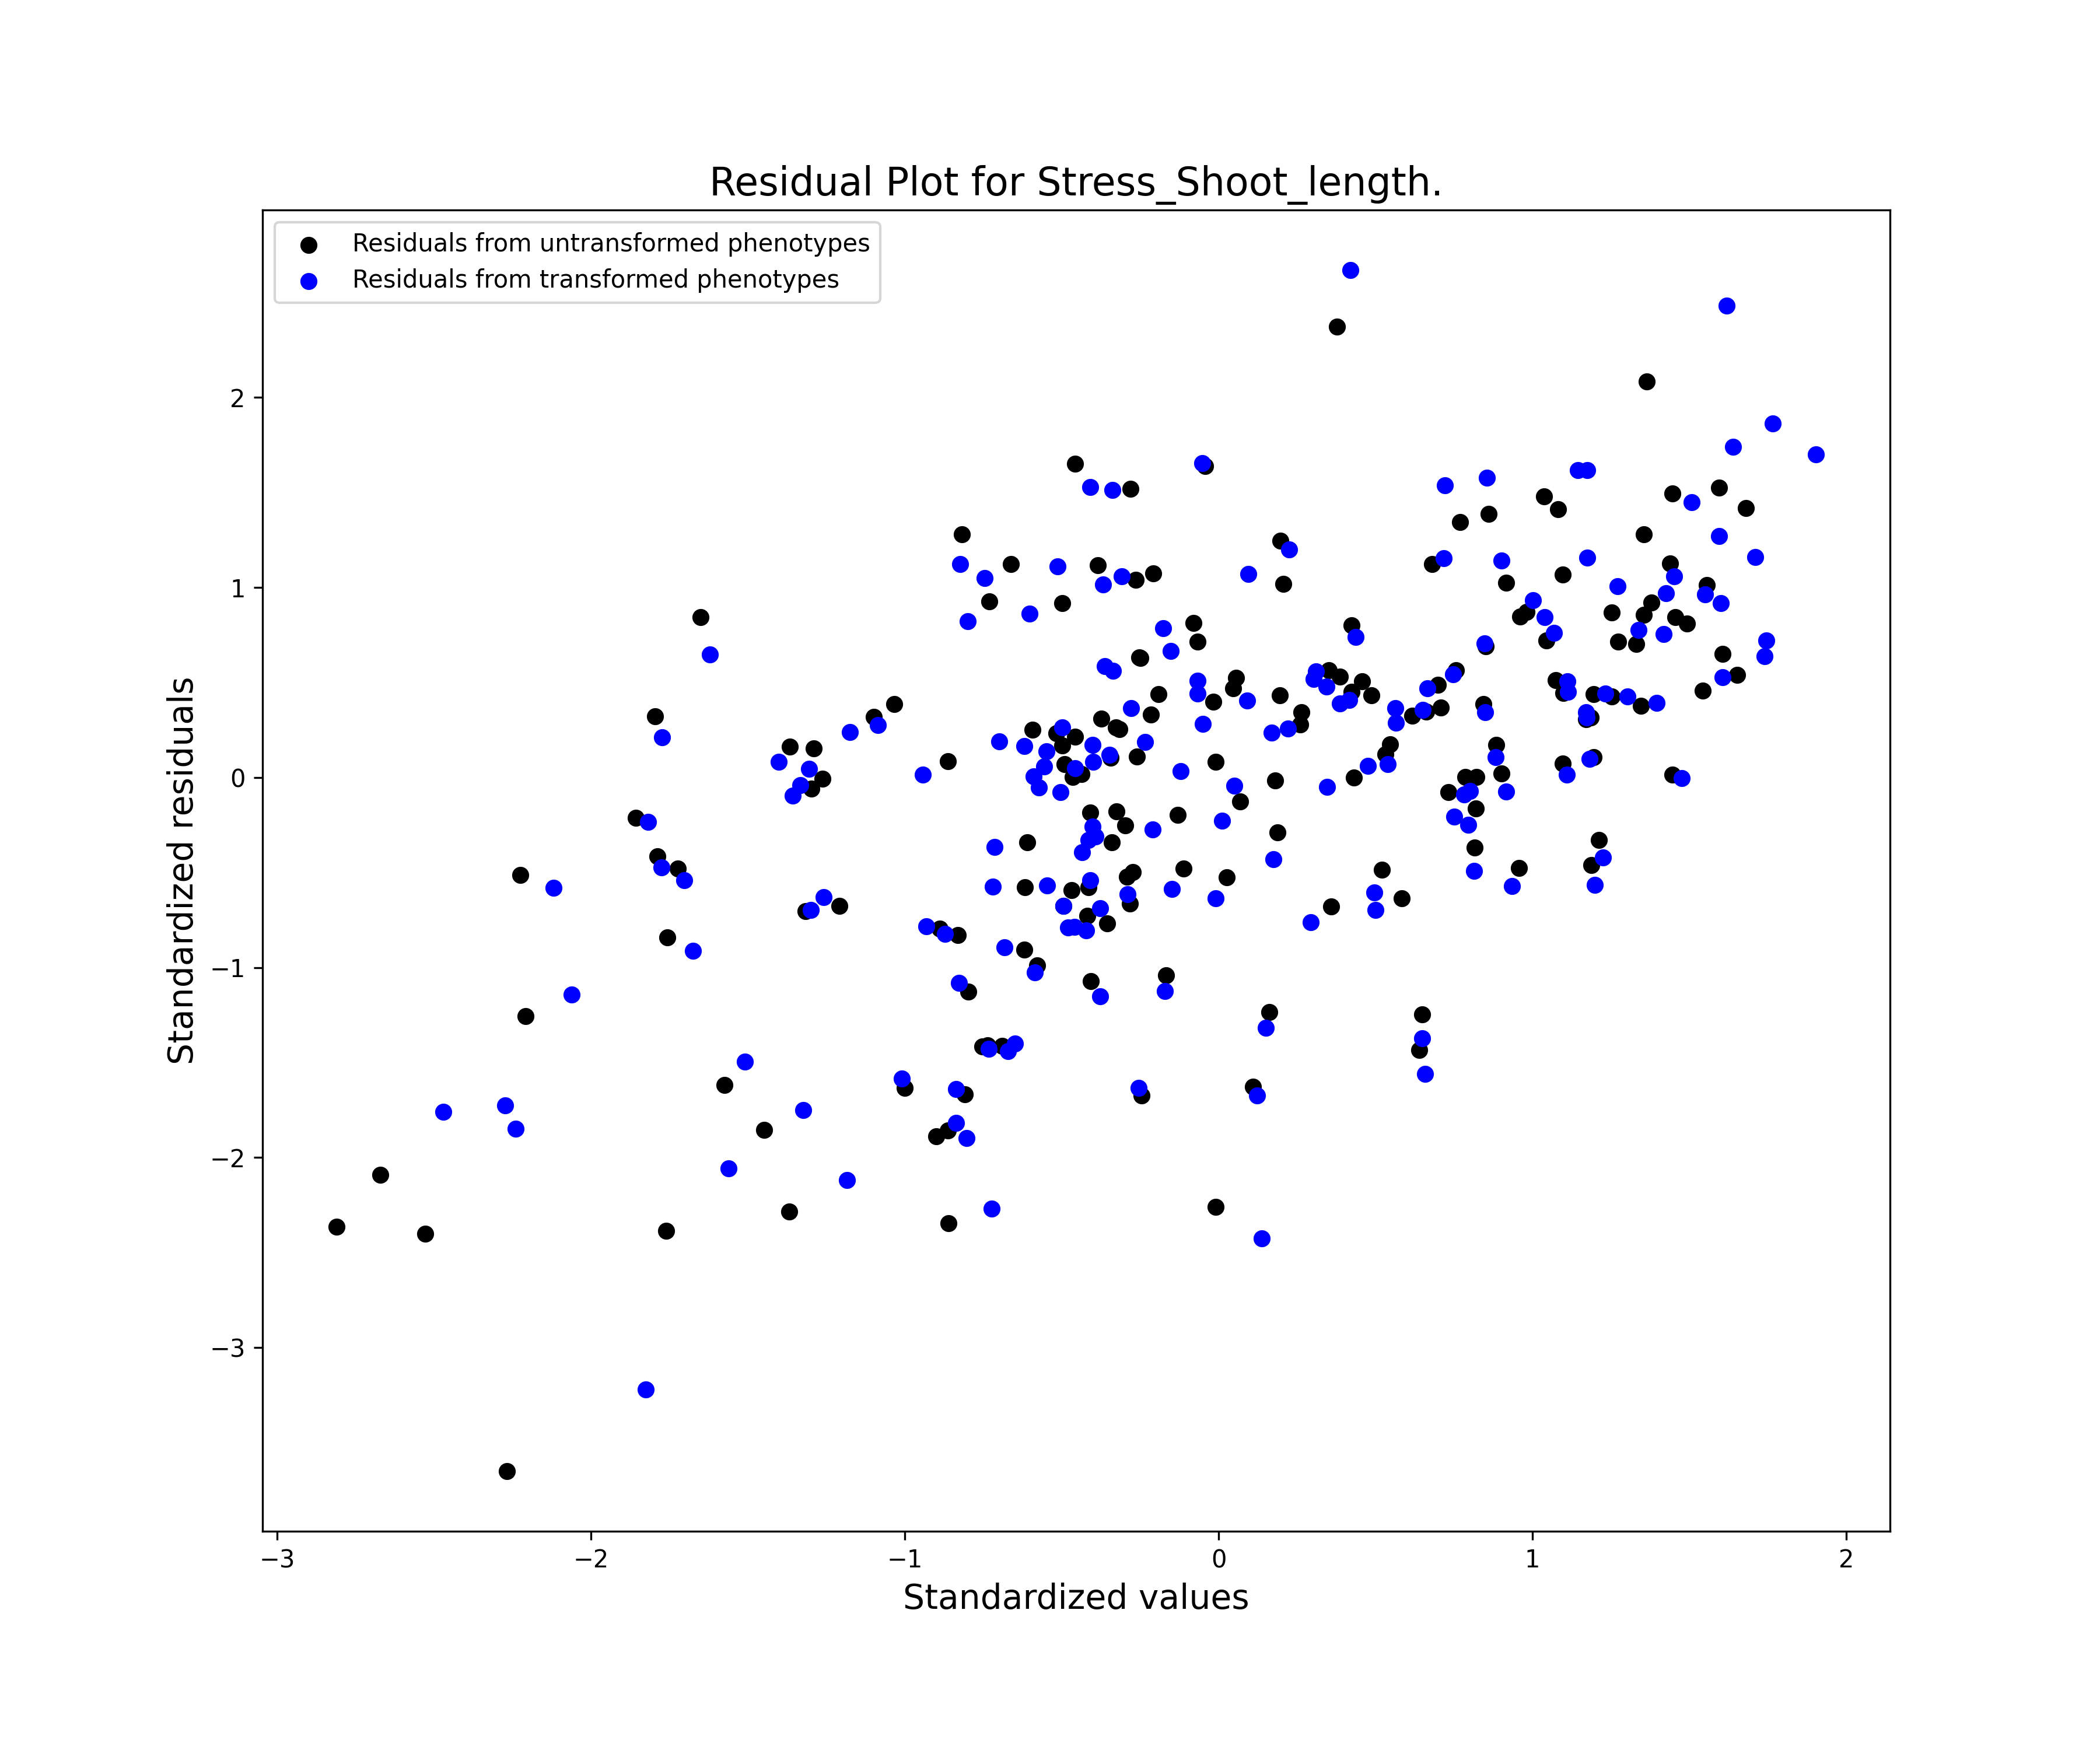 Residual Plot for Stress_Shoot_length.
Residuals from untransformed phenotypes
Residuals from transformed phenotypes
Standardized residuals
2
1
0
−1
−2
−3
−3 −2 −1 0 1 2
Standardized values